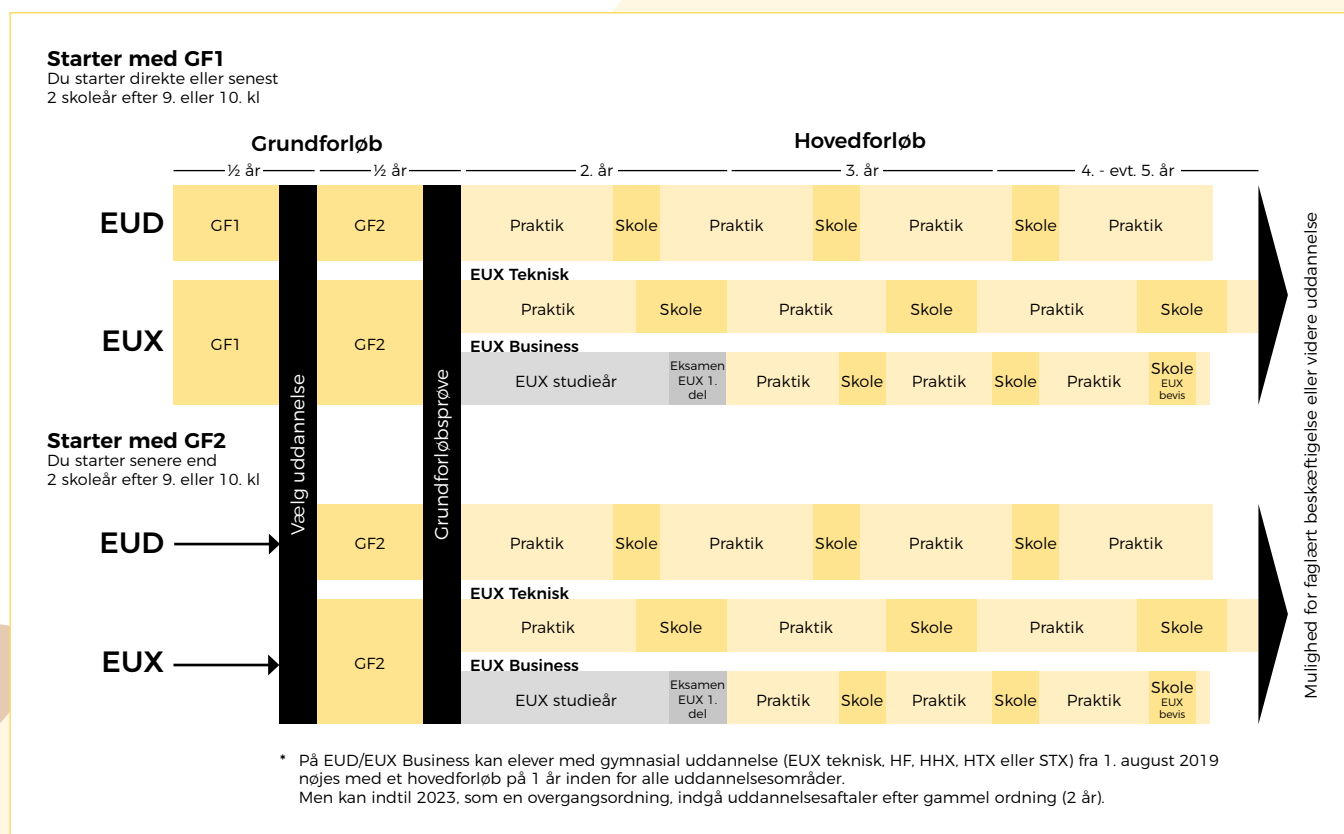 Starter med GF1
Du starter direkte eller senest
2 skoleår efter 9. eller 10. kl
Grundforløb
Hovedforløb
½ år
½ år
2. år
3. år
4. - evt. 5. år
EUD
GF1
GF2
Praktik
Skole
Praktik
Skole
Praktik
Skole
Praktik
EUX
GF1
GF2
EUX Teknisk
Praktik
Skole
Praktik
Skole
Praktik
Skole
EUX Business
EUX studieår
Eksamen
EUX 1.
del
Praktik
Skole
Praktik
Skole
Praktik
Skole
EUX
bevis
Vælg uddannelse
Grundforløbsprøve
Starter med GF2
Du starter senere end
2 skoleår efter 9. eller 10. kl
EUD
GF2
Praktik
Skole
Praktik
Skole
Praktik
Skole
Praktik
EUX
GF2
EUX Teknisk
Praktik
Skole
Praktik
Skole
Praktik
Skole
EUX Business
EUX studieår
Eksamen
EUX 1.
del
Praktik
Skole
Praktik
Skole
Praktik
Skole
EUX
bevis
Mulighed for faglært beskæftigelse eller videre uddannelse
* På EUD/EUX Business kan elever med gymnasial uddannelse (EUX teknisk, HF, HHX, HTX eller STX) fra 1. august 2019
nøjes med et hovedforløb på 1 år inden for alle uddannelsesområder.
Men kan indtil 2023, som en overgangsordning, indgå uddannelsesaftaler efter gammel ordning (2 år).